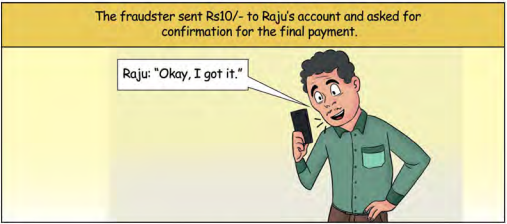 The fraudster sent Rs10/- to Raju's account and asked for
confirmation for the final payment.
Raju: "Okay, I got it."